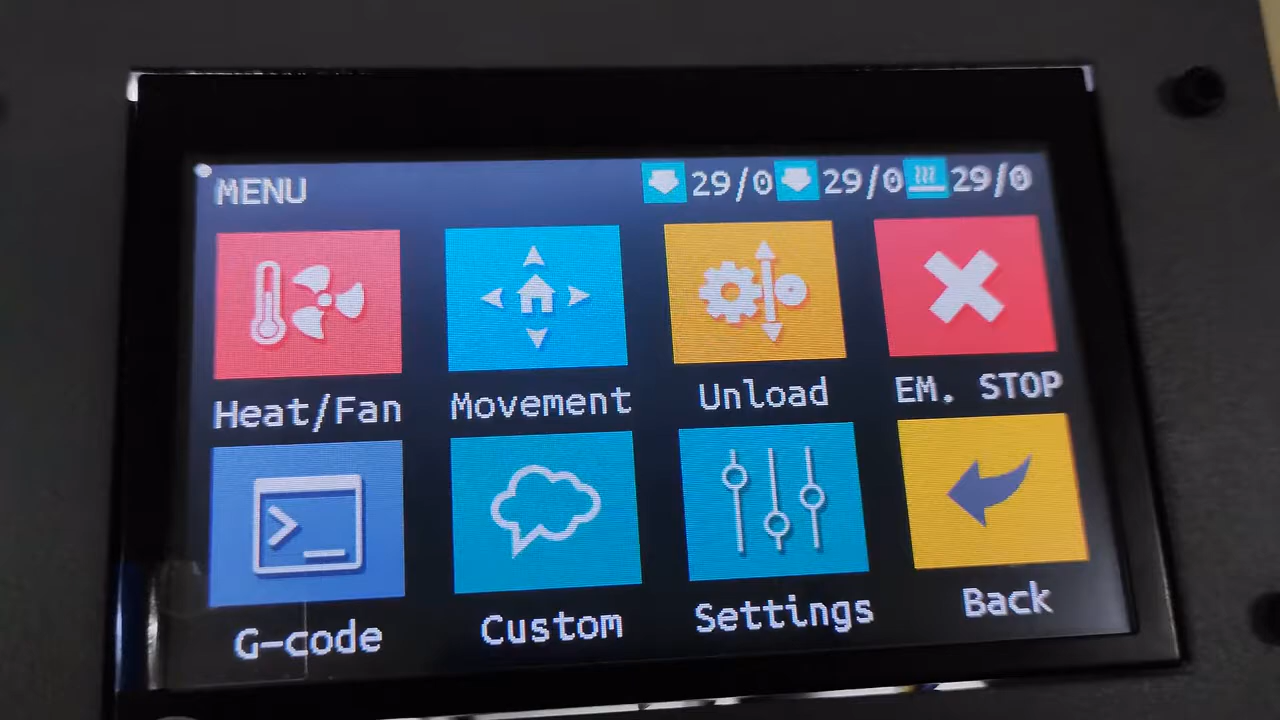 MENU 29/0 29/0 29/0
Heat/Fan Movement Unload EM. STOP
G-code Custom Settings Back